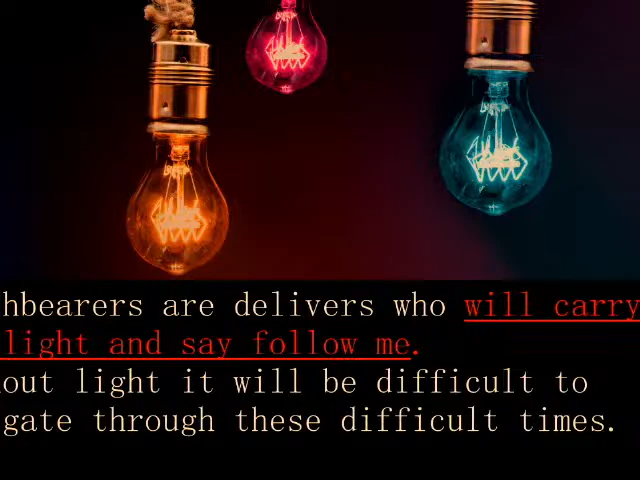 hbearers are delivers who will carry
light and say follow me.
out light it will be difficult to
gate through these difficult times.